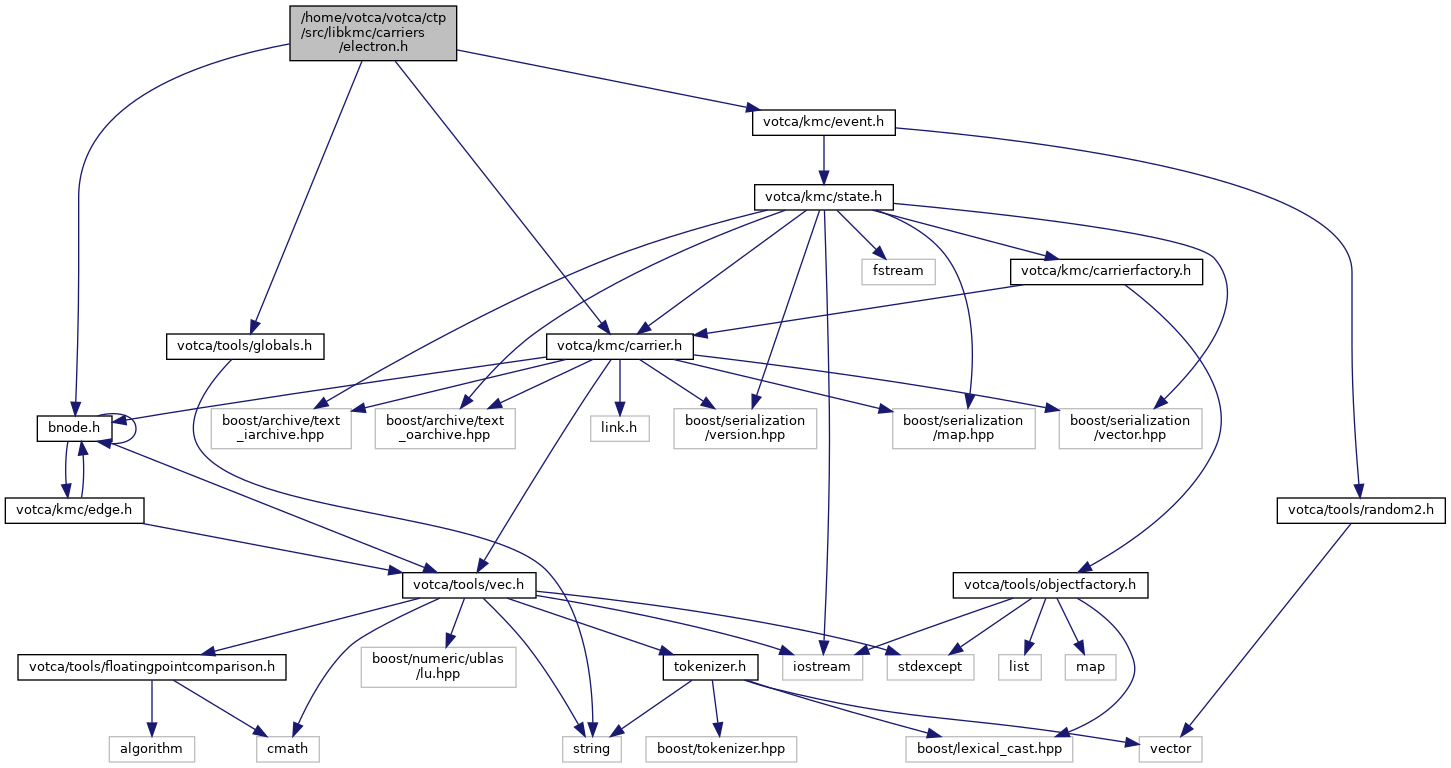 /home/votca/votca/ctp
/src/libkmc/carriers
/electron.h
votca/kmc/event.h
votca/kmc/state.h
fstream
votca/kmc/carrierfactory.h
votca/tools/globals.h
votca/kmc/carrier.h
bnode.h
boost/archive/text
_iarchive.hpp
boost/archive/text
_oarchive.hpp
link.h
boost/serialization
/version.hpp
boost/serialization
/map.hpp
boost/serialization
/vector.hpp
votca/kmc/edge.h
votca/tools/random2.h
votca/tools/vec.h
votca/tools/objectfactory.h
votca/tools/floatingpointcomparison.h
boost/numeric/ublas
/lu.hpp
tokenizer.h
iostream
stdexcept
list
map
algorithm
cmath
string
boost/tokenizer.hpp
boost/lexical_cast.hpp
vector